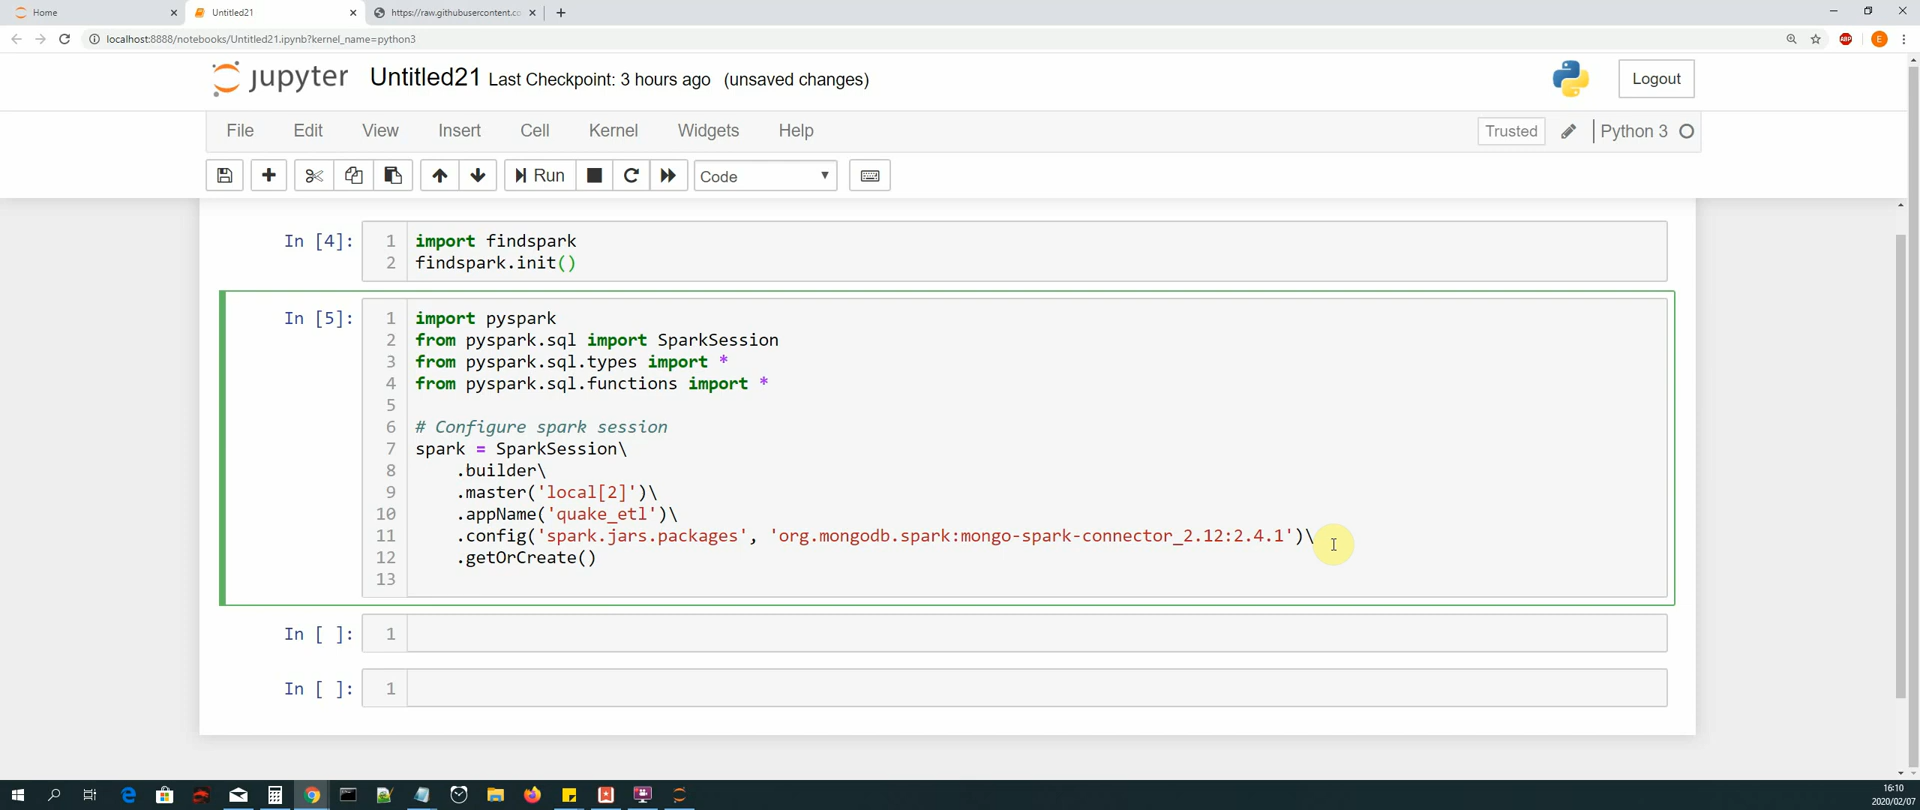 Home
Untitled21
https://raw.githubusercontent.co
localhost:8888/notebooks/Untitled21.ipynb?kernel_name=python3
ABP
E
jupyter Untitled21 Last Checkpoint: 3 hours ago (unsaved changes)
Logout
File Edit View Insert Cell Kernel Widgets Help
Trusted
Python 3
Run
Code
In [4]:
1 import findspark
2 findspark.init()
In [5]:
1 import pyspark
2 from pyspark.sql import SparkSession
3 from pyspark.sql.types import *
4 from pyspark.sql.functions import *
5
6 # Configure spark session
7 spark = SparkSession\
8     .builder\
9     .master('local[2]')\
10     .appName('quake_etl')\
11     .config('spark.jars.packages', 'org.mongodb.spark:mongo-spark-connector_2.12:2.4.1')\
12     .getOrCreate()
13
In [ ]: 1
In [ ]: 1
16:10
2020/02/07